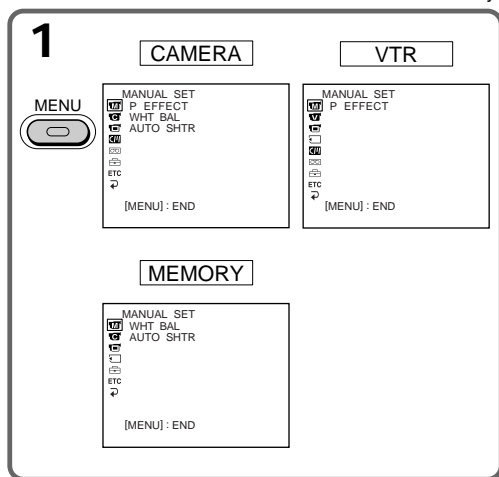 1
CAMERA
VTR
MENU
MANUAL SET
P EFFECT
WHT BAL
AUTO SHTR
ETC
[MENU] : END
MANUAL SET
P EFFECT
ETC
[MENU] : END
MEMORY
MANUAL SET
WHT BAL
AUTO SHTR
ETC
[MENU] : END